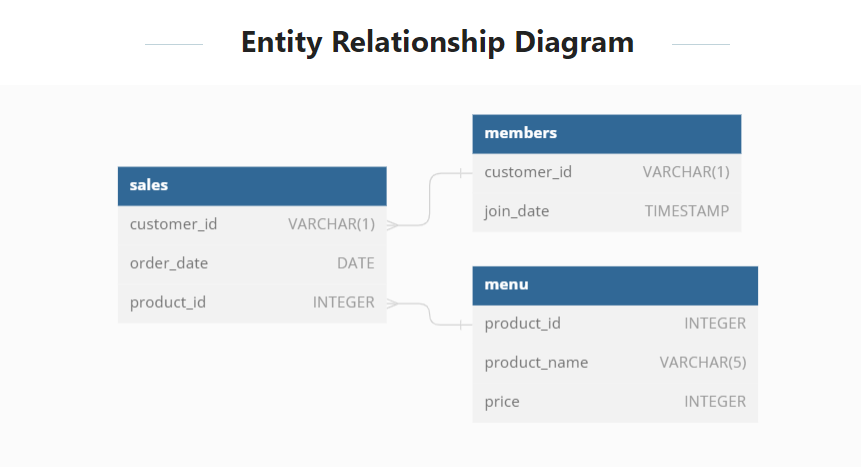 Entity Relationship Diagram
sales
customer_id VARCHAR(1)
order_date DATE
product_id INTEGER
members
customer_id VARCHAR(1)
join_date TIMESTAMP
menu
product_id INTEGER
product_name VARCHAR(5)
price INTEGER